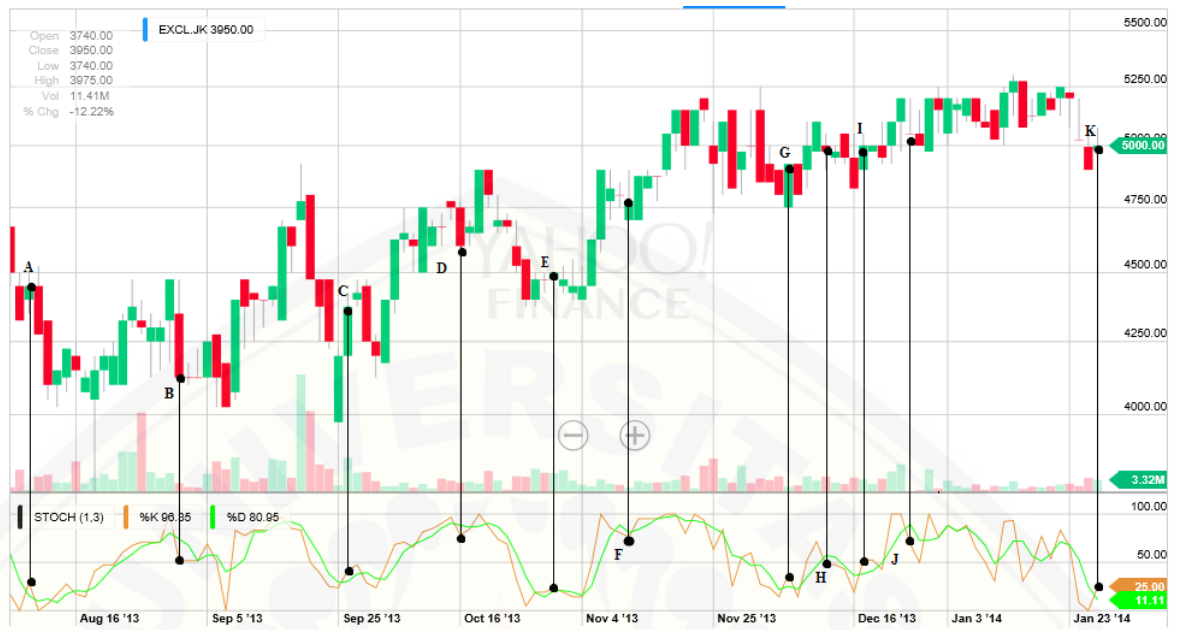 EXCL.JK 3950.00
Open 3740.00
Close 3950.00
Low 3740.00
High 3975.00
Vol 11.41M
% Chg -12.22%
5500.00
5250.00
5000.00
5000.00
4750.00
4500.00
4250.00
4000.00
3.32M
A
B
C
D
E
G
I
K
YAHOO!
FINANCE
UNIVERSITAS
STOCH (1,3) %K 96.35 %D 80.95
100.00
50.00
25.00
11.11
F
H
J
Aug 16 '13 Sep 5 '13 Sep 25 '13 Oct 16 '13 Nov 4 '13 Nov 25 '13 Dec 16 '13 Jan 3 '14 Jan 23 '14